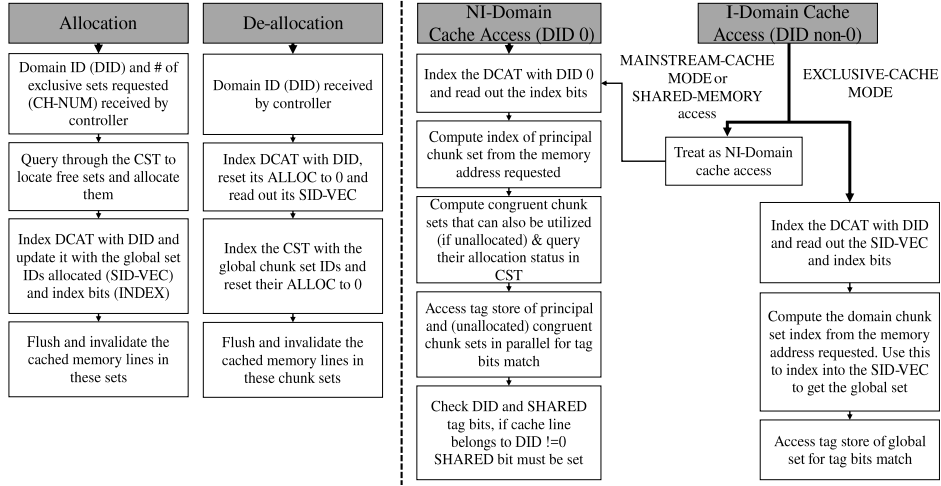 Allocation
Domain ID (DID) and # of
exclusive sets requested
(CH-NUM) received by
controller
Query through the CST to
locate free sets and allocate
them
Index DCAT with DID and
update it with the global set
IDs allocated (SID-VEC)
and index bits (INDEX)
Flush and invalidate the
cached memory lines in
these sets
De-allocation
Domain ID (DID) received
by controller
Index DCAT with DID,
reset its ALLOC to 0 and
read out its SID-VEC
Index the CST with the
global chunk set IDs and
reset their ALLOC to 0
Flush and invalidate the
cached memory lines in
these chunk sets
NI-Domain
Cache Access (DID 0)
Index the DCAT with DID 0
and read out the index bits
Compute index of principal
chunk set from the memory
address requested
Compute congruent chunk
sets that can also be utilized
(if unallocated) & query
their allocation status in
CST
Access tag store of principal
and (unallocated) congruent
chunk sets in parallel for tag
bits match
Check DID and SHARED
tag bits, if cache line
belongs to DID !=0
SHARED bit must be set
I-Domain Cache
Access (DID non-0)
MAINSTREAM-CACHE
MODE or
SHARED-MEMORY
access
EXCLUSIVE-CACHE
MODE
Treat as NI-Domain
cache access
Index the DCAT with DID
and read out the SID-VEC
and index bits
Compute the domain chunk
set index from the memory
address requested. Use this
to index into the SID-VEC
to get the global set
Access tag store of global
set for tag bits match